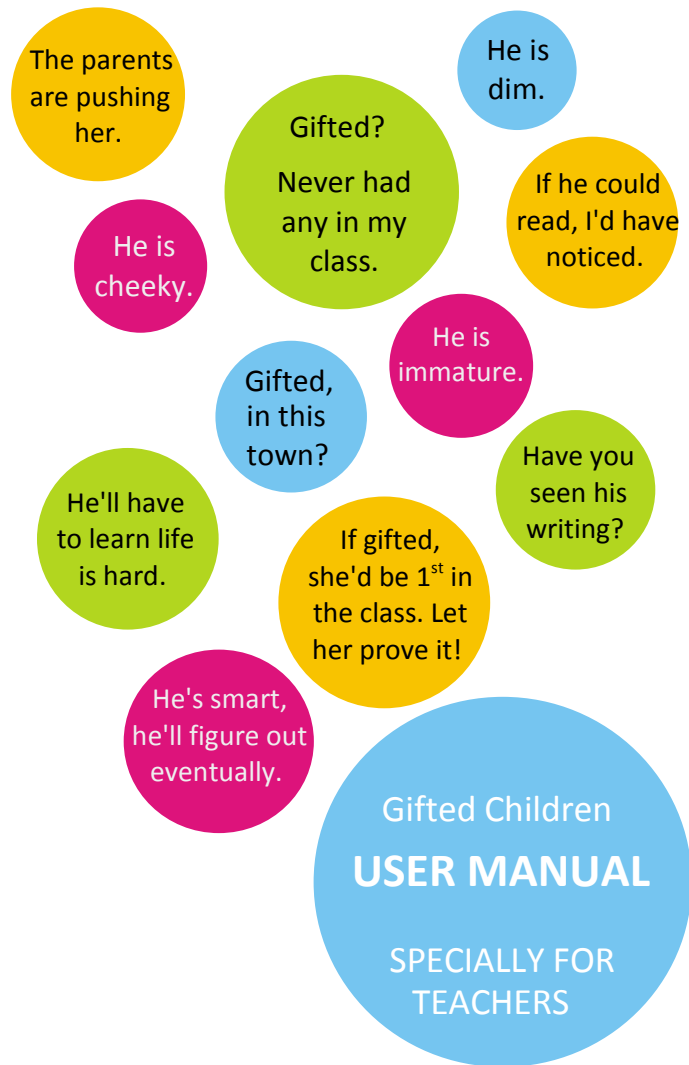 The parents
are pushing
her.
He is
dim.
Gifted?
Never had
any in my
class.
If he could
read, I'd have
noticed.
He is
cheeky.
He is
immature.
Gifted,
in this
town?
Have you
seen his
writing?
He'll have
to learn life
is hard.
If gifted,
she'd be 1st in
the class. Let
her prove it!
He's smart,
he'll figure out
eventually.
Gifted Children
USER MANUAL
SPECIALLY FOR
TEACHERS